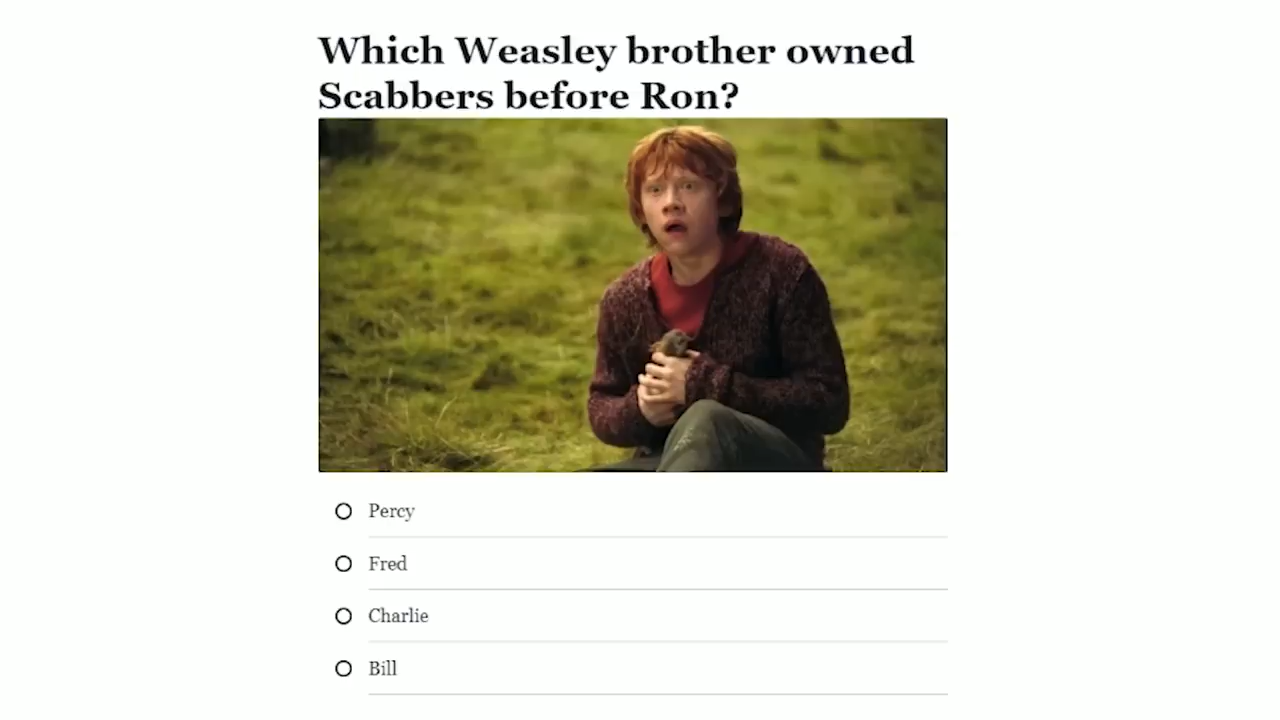 Which Weasley brother owned
Scabbers before Ron?
Percy
Fred
Charlie
Bill